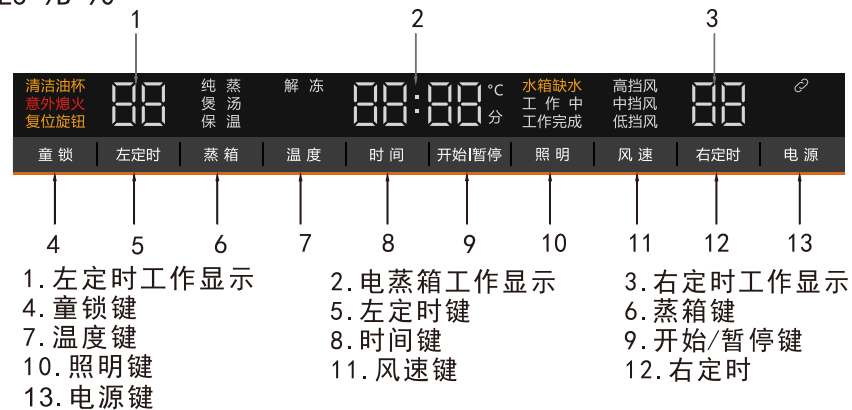 1 2 3
清洁油杯 88 纯 蒸 解 冻 88:88 ℃ 水箱缺水 高挡风 88
意外熄火 煲 汤 工 作 中 中挡风
复位旋钮 保 温 分 工作完成 低挡风
童 锁 左定时 蒸 箱 温 度 时 间 开始|暂停 照 明 风 速 右定时 电 源
4 5 6 7 8 9 10 11 12 13
1.左定时工作显示 2.电蒸箱工作显示 3.右定时工作显示
4.童锁键 5.左定时键 6.蒸箱键
7.温度键 8.时间键 9.开始/暂停键
10.照明键 11.风速键 12.右定时
13.电源键